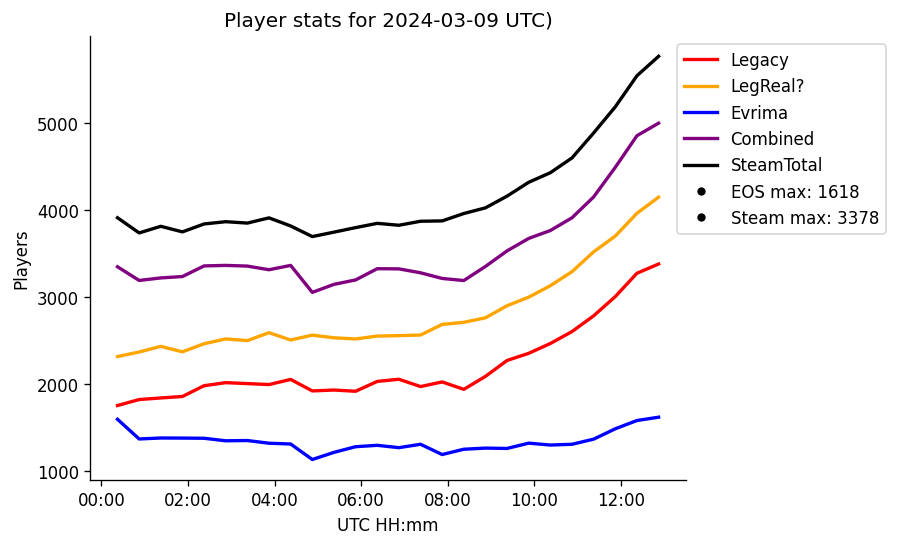 Player stats for 2024-03-09 UTC)
Legacy
LegReal?
Evrima
Combined
SteamTotal
EOS max: 1618
Steam max: 3378
Players
5000
4000
3000
2000
1000
00:00 02:00 04:00 06:00 08:00 10:00 12:00
UTC HH:mm